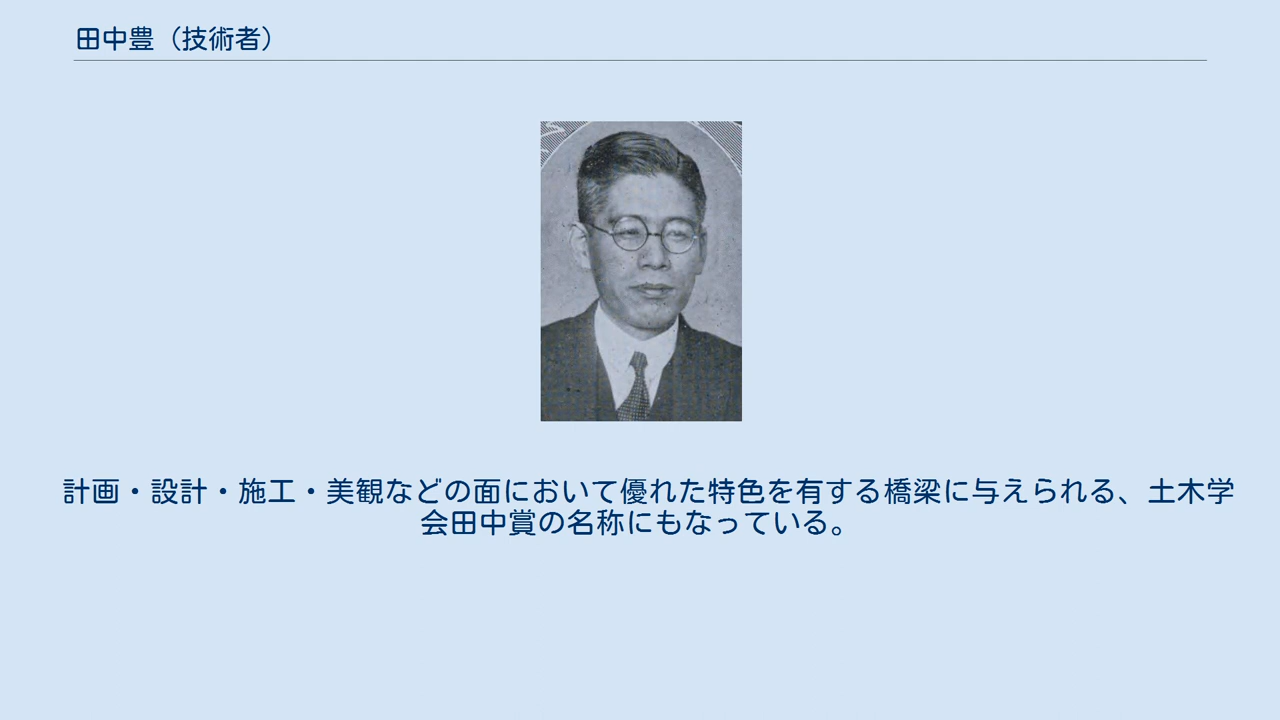 田中豊（技術者）
計画・設計・施工・美観などの面において優れた特色を有する橋梁に与えられる、土木学
会田中賞の名称にもなっている。